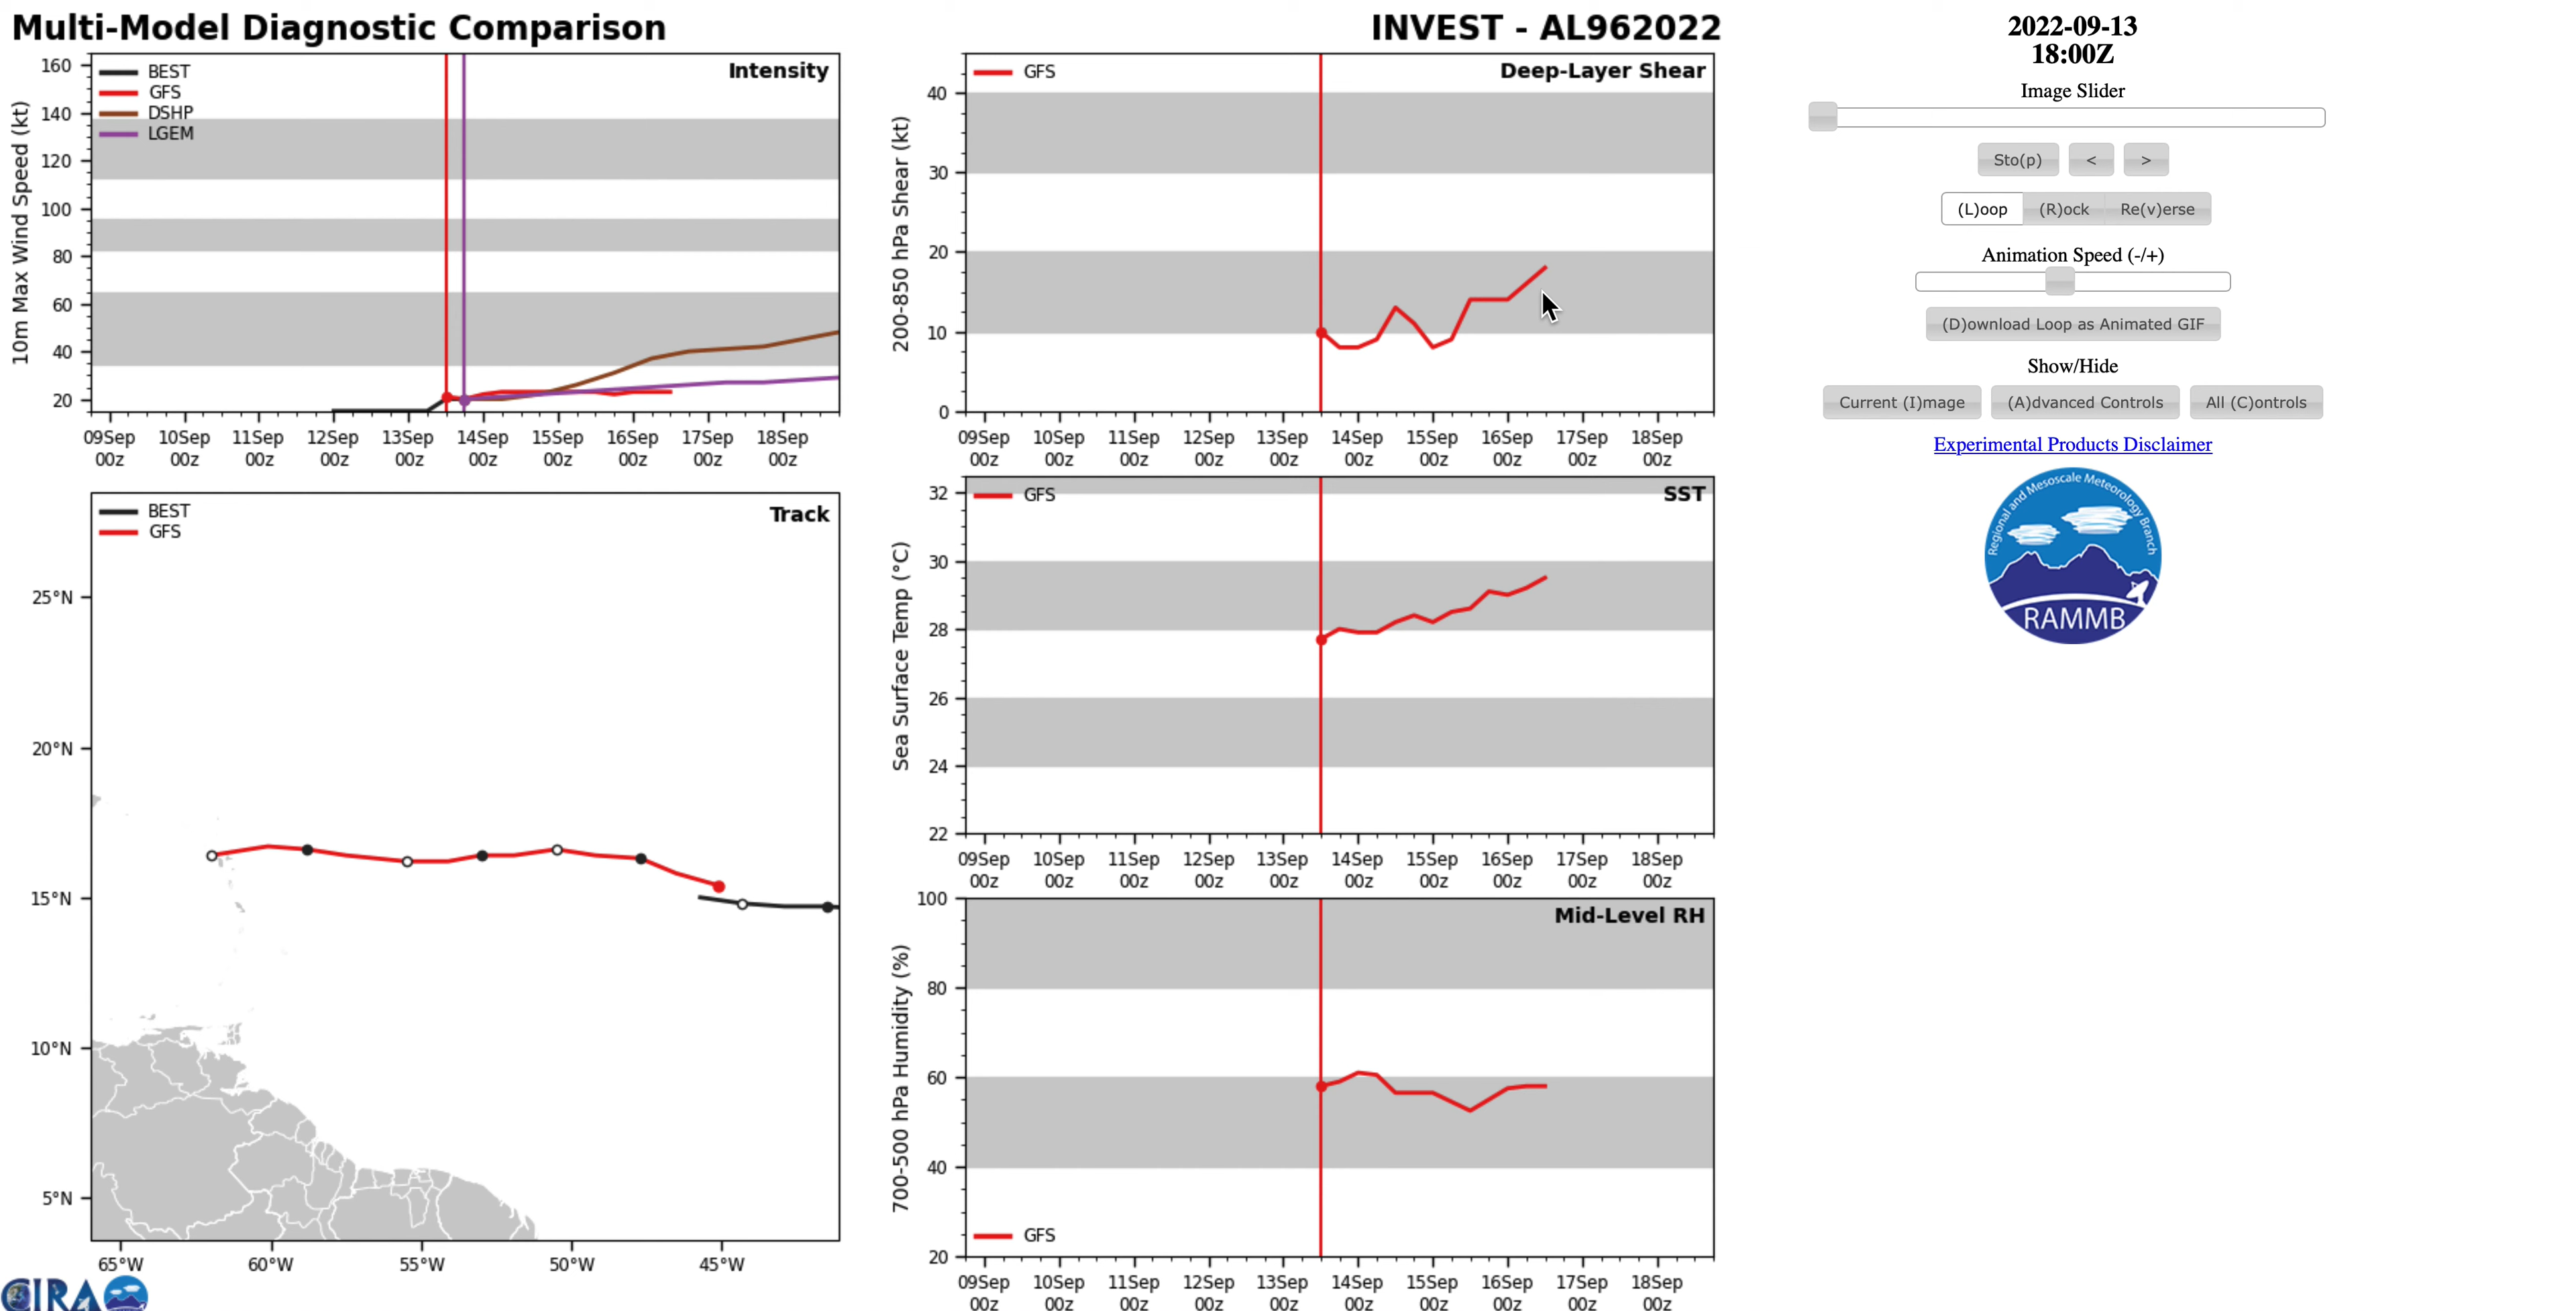 Multi-Model Diagnostic Comparison
INVEST - AL962022
Intensity
BEST
GFS
DSHP
LGEM
10m Max Wind Speed (kt)
160
140
120
100
80
60
40
20
09Sep 10Sep 11Sep 12Sep 13Sep 14Sep 15Sep 16Sep 17Sep 18Sep
00z 00z 00z 00z 00z 00z 00z 00z 00z 00z
Track
BEST
GFS
25°N
20°N
15°N
10°N
5°N
65°W 60°W 55°W 50°W 45°W
CIRA
Deep-Layer Shear
GFS
200-850 hPa Shear (kt)
40
30
20
10
0
09Sep 10Sep 11Sep 12Sep 13Sep 14Sep 15Sep 16Sep 17Sep 18Sep
00z 00z 00z 00z 00z 00z 00z 00z 00z 00z
SST
GFS
Sea Surface Temp (°C)
32
30
28
26
24
22
09Sep 10Sep 11Sep 12Sep 13Sep 14Sep 15Sep 16Sep 17Sep 18Sep
00z 00z 00z 00z 00z 00z 00z 00z 00z 00z
Mid-Level RH
700-500 hPa Humidity (%)
100
80
60
40
20
GFS
09Sep 10Sep 11Sep 12Sep 13Sep 14Sep 15Sep 16Sep 17Sep 18Sep
00z 00z 00z 00z 00z 00z 00z 00z 00z 00z
2022-09-13
18:00Z
Image Slider
Sto(p) < >
(L)oop (R)ock Re(v)erse
Animation Speed (-/+)
(D)ownload Loop as Animated GIF
Show/Hide
Current (I)mage (A)dvanced Controls All (C)ontrols
Experimental Products Disclaimer
Regional and Mesoscale Meteorology Branch
RAMMB